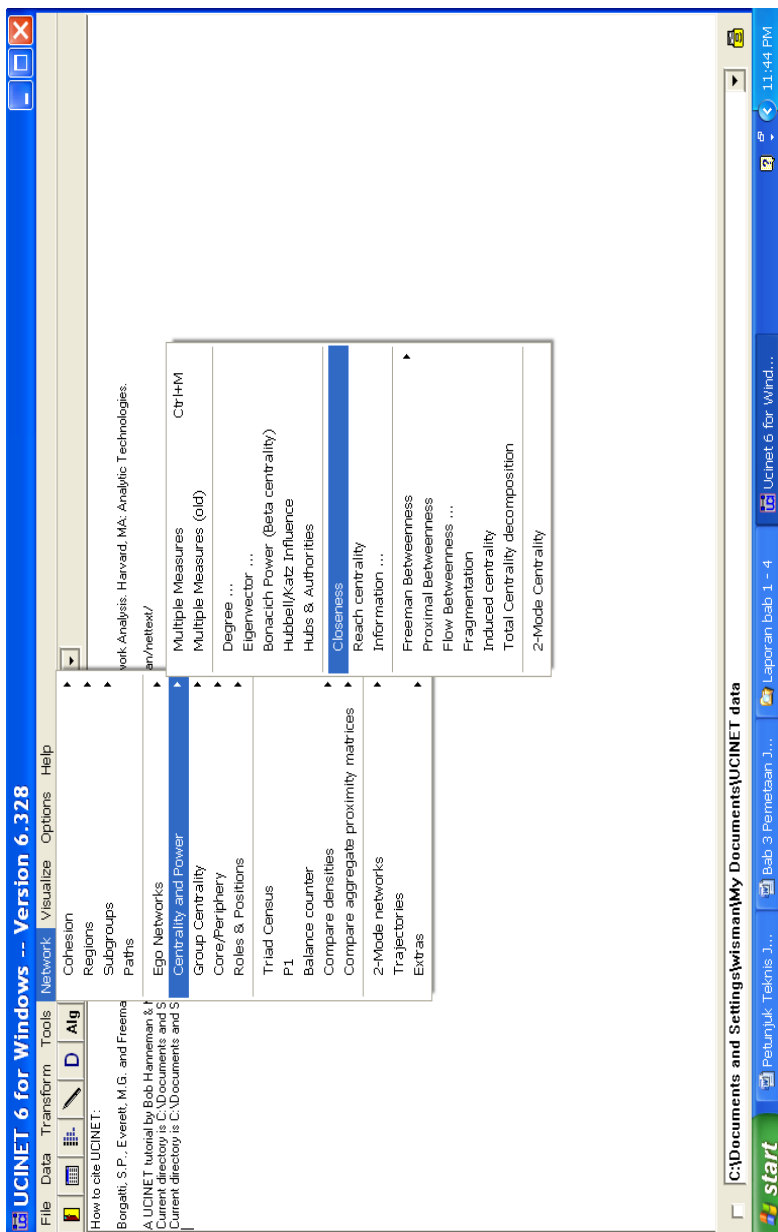 UCINET 6 for Windows -- Version 6.328
File Data Transform Tools Network Visualize Options Help
D Alg
How to cite UCINET:
Borgatti, S.P., Everett, M.G. and Freema
work Analysis. Harvard, MA: Analytic Technologies.
A UCINET tutorial by Bob Hanneman &
an/nettext/
Current directory is C:\Documents and S
Current directory is C:\Documents and S
Cohesion
Regions
Subgroups
Paths
Ego Networks
Centrality and Power
Group Centrality
Core/Periphery
Roles & Positions
Triad Census
P1
Balance counter
Compare densities
Compare aggregate proximity matrices
2-Mode networks
Trajectories
Extras
Multiple Measures Ctrl+M
Multiple Measures (old)
Degree ...
Eigenvector ...
Bonacich Power (Beta centrality)
Hubbell/Katz Influence
Hubs & Authorities
Closeness
Reach centrality
Information ...
Freeman Betweenness
Proximal Betweenness
Flow Betweenness ...
Fragmentation
Induced centrality
Total Centrality decomposition
2-Mode Centrality
C:\Documents and Settings\wisman\My Documents\UCINET data
start
Petunjuk Teknis J...
Bab 3 Pemetaan J...
Laporan bab 1 - 4
Ucinet 6 for Wind...
11:44 PM